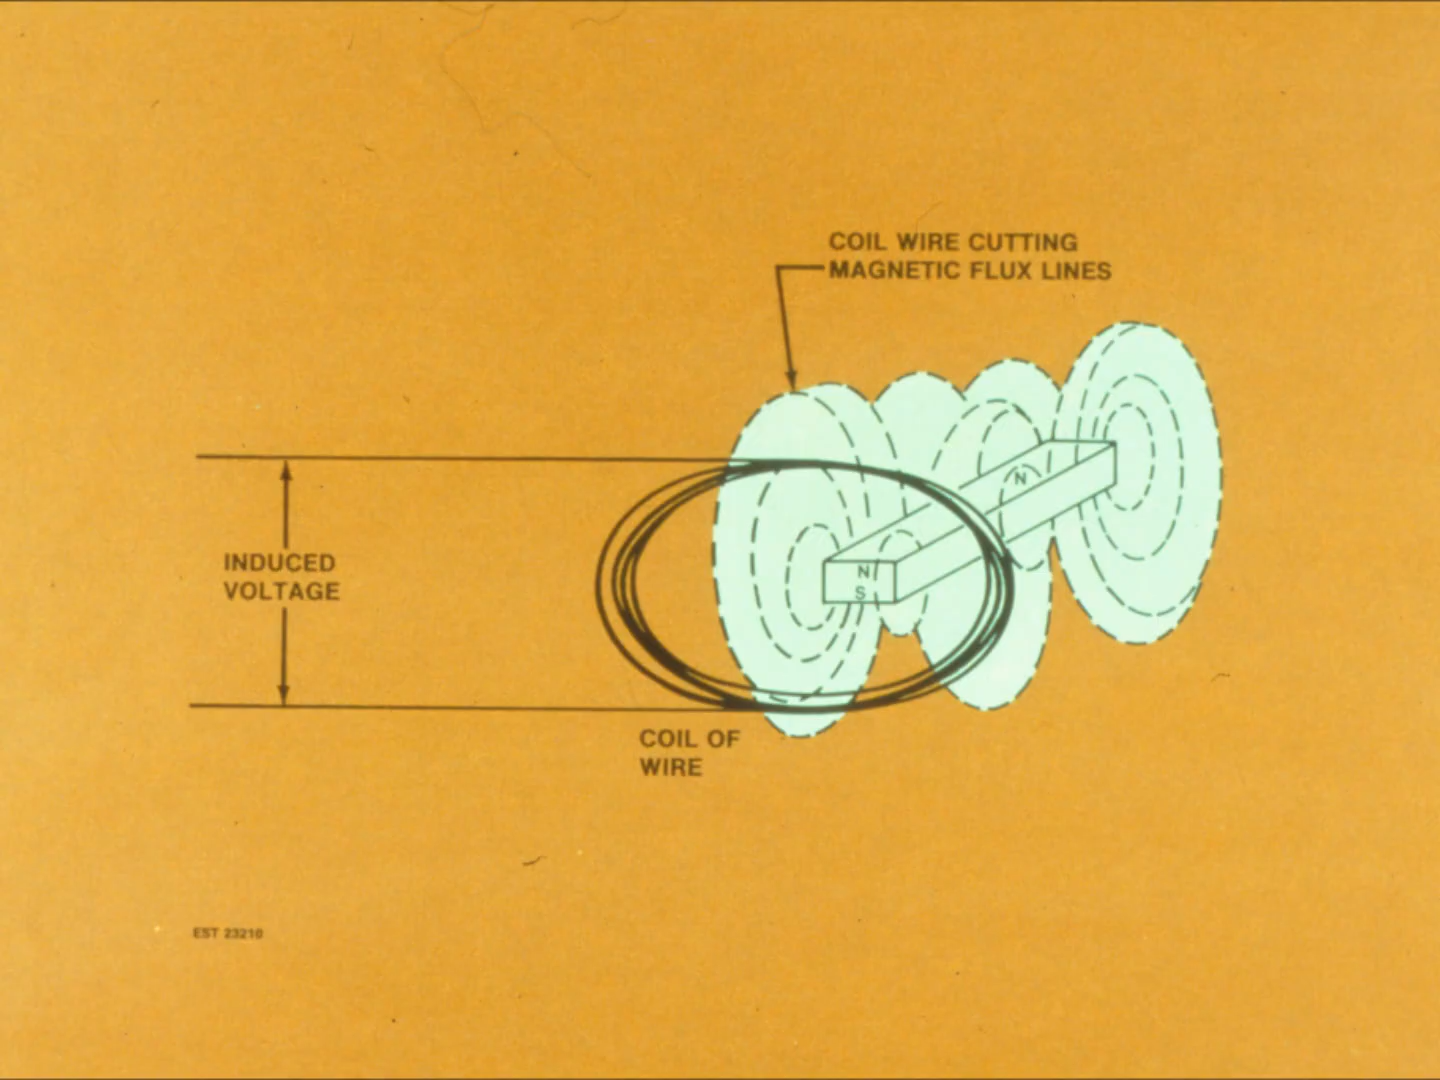 COIL WIRE CUTTING
MAGNETIC FLUX LINES
N
N
S
INDUCED
VOLTAGE
COIL OF
WIRE
EST 23210